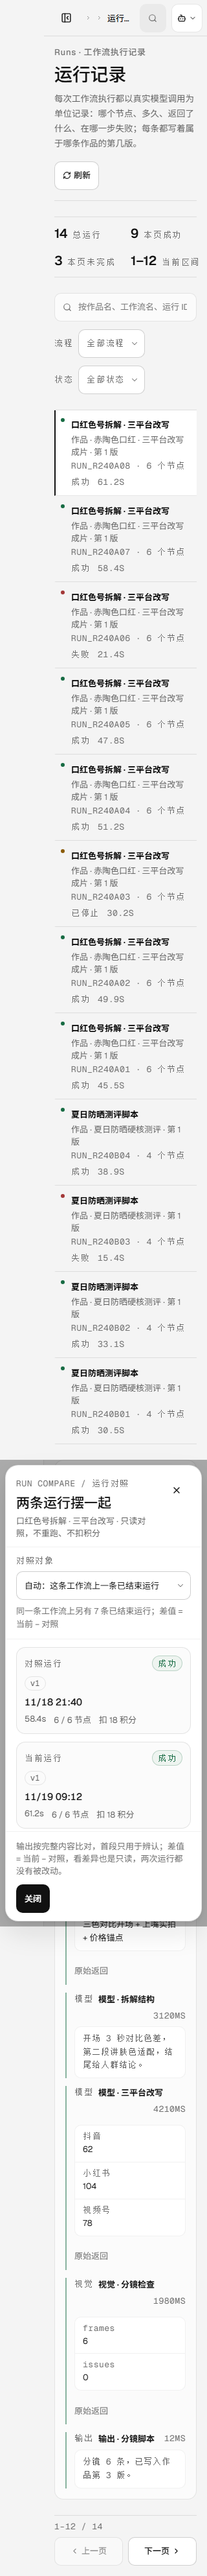 运行...
Runs · 工作流执行记录
运行记录
每次工作流执行都以真实模型调用为
单位记录：哪个节点、多久、返回了
什么、在哪一步失败；每条都写着属
于哪条作品的第几版。
刷新
14 总运行
9 本页成功
3 本页未完成
1–12 当前区间
按作品名、工作流名、运行 ID
流程 全部流程
状态 全部状态
口红色号拆解 · 三平台改写
作品 · 赤陶色口红 · 三平台改写
成片 · 第 1 版
RUN_R240A08 · 6 个节点
成功 61.2S
口红色号拆解 · 三平台改写
作品 · 赤陶色口红 · 三平台改写
成片 · 第 1 版
RUN_R240A07 · 6 个节点
成功 58.4S
口红色号拆解 · 三平台改写
作品 · 赤陶色口红 · 三平台改写
成片 · 第 1 版
RUN_R240A06 · 6 个节点
失败 21.4S
口红色号拆解 · 三平台改写
作品 · 赤陶色口红 · 三平台改写
成片 · 第 1 版
RUN_R240A05 · 6 个节点
成功 47.8S
口红色号拆解 · 三平台改写
作品 · 赤陶色口红 · 三平台改写
成片 · 第 1 版
RUN_R240A04 · 6 个节点
成功 51.2S
口红色号拆解 · 三平台改写
作品 · 赤陶色口红 · 三平台改写
成片 · 第 1 版
RUN_R240A03 · 6 个节点
已停止 30.2S
口红色号拆解 · 三平台改写
作品 · 赤陶色口红 · 三平台改写
成片 · 第 1 版
RUN_R240A02 · 6 个节点
成功 49.9S
口红色号拆解 · 三平台改写
作品 · 赤陶色口红 · 三平台改写
成片 · 第 1 版
RUN_R240A01 · 6 个节点
成功 45.5S
夏日防晒测评脚本
作品 · 夏日防晒硬核测评 · 第 1
版
RUN_R240B04 · 4 个节点
成功 38.9S
夏日防晒测评脚本
作品 · 夏日防晒硬核测评 · 第 1
版
RUN_R240B03 · 4 个节点
失败 15.4S
夏日防晒测评脚本
作品 · 夏日防晒硬核测评 · 第 1
版
RUN_R240B02 · 4 个节点
成功 33.1S
夏日防晒测评脚本
作品 · 夏日防晒硬核测评 · 第 1
版
RUN_R240B01 · 4 个节点
成功 30.5S
RUN COMPARE / 运行对照
两条运行摆一起
口红色号拆解 · 三平台改写 · 只读对
照，不重跑、不扣积分
对照对象
自动：这条工作流上一条已结束运行
同一条工作流上另有 7 条已结束运行；差值 =
当前 − 对照
对照运行 成功
v1
11/18 21:40
58.4s 6 / 6 节点 扣 18 积分
当前运行 成功
v1
11/19 09:12
61.2s 6 / 6 节点 扣 18 积分
输出按完整内容比对，首段只用于辨认；差值
= 当前 − 对照，看差异也是只读，两次运行都
没有被改动。
关闭
三色对比开场 + 上嘴实拍
+ 价格锚点
原始返回
模型 模型 · 拆解结构
3120MS
开场 3 秒对比色差，
第二段讲肤色适配，结
尾给人群结论。
模型 模型 · 三平台改写
4210MS
抖音
62
小红书
104
视频号
78
原始返回
视觉 视觉 · 分镜检查
1980MS
frames
6
issues
0
原始返回
输出 输出 · 分镜脚本 12MS
分镜 6 条，已写入作
品第 3 版。
1–12 / 14
上一页
下一页